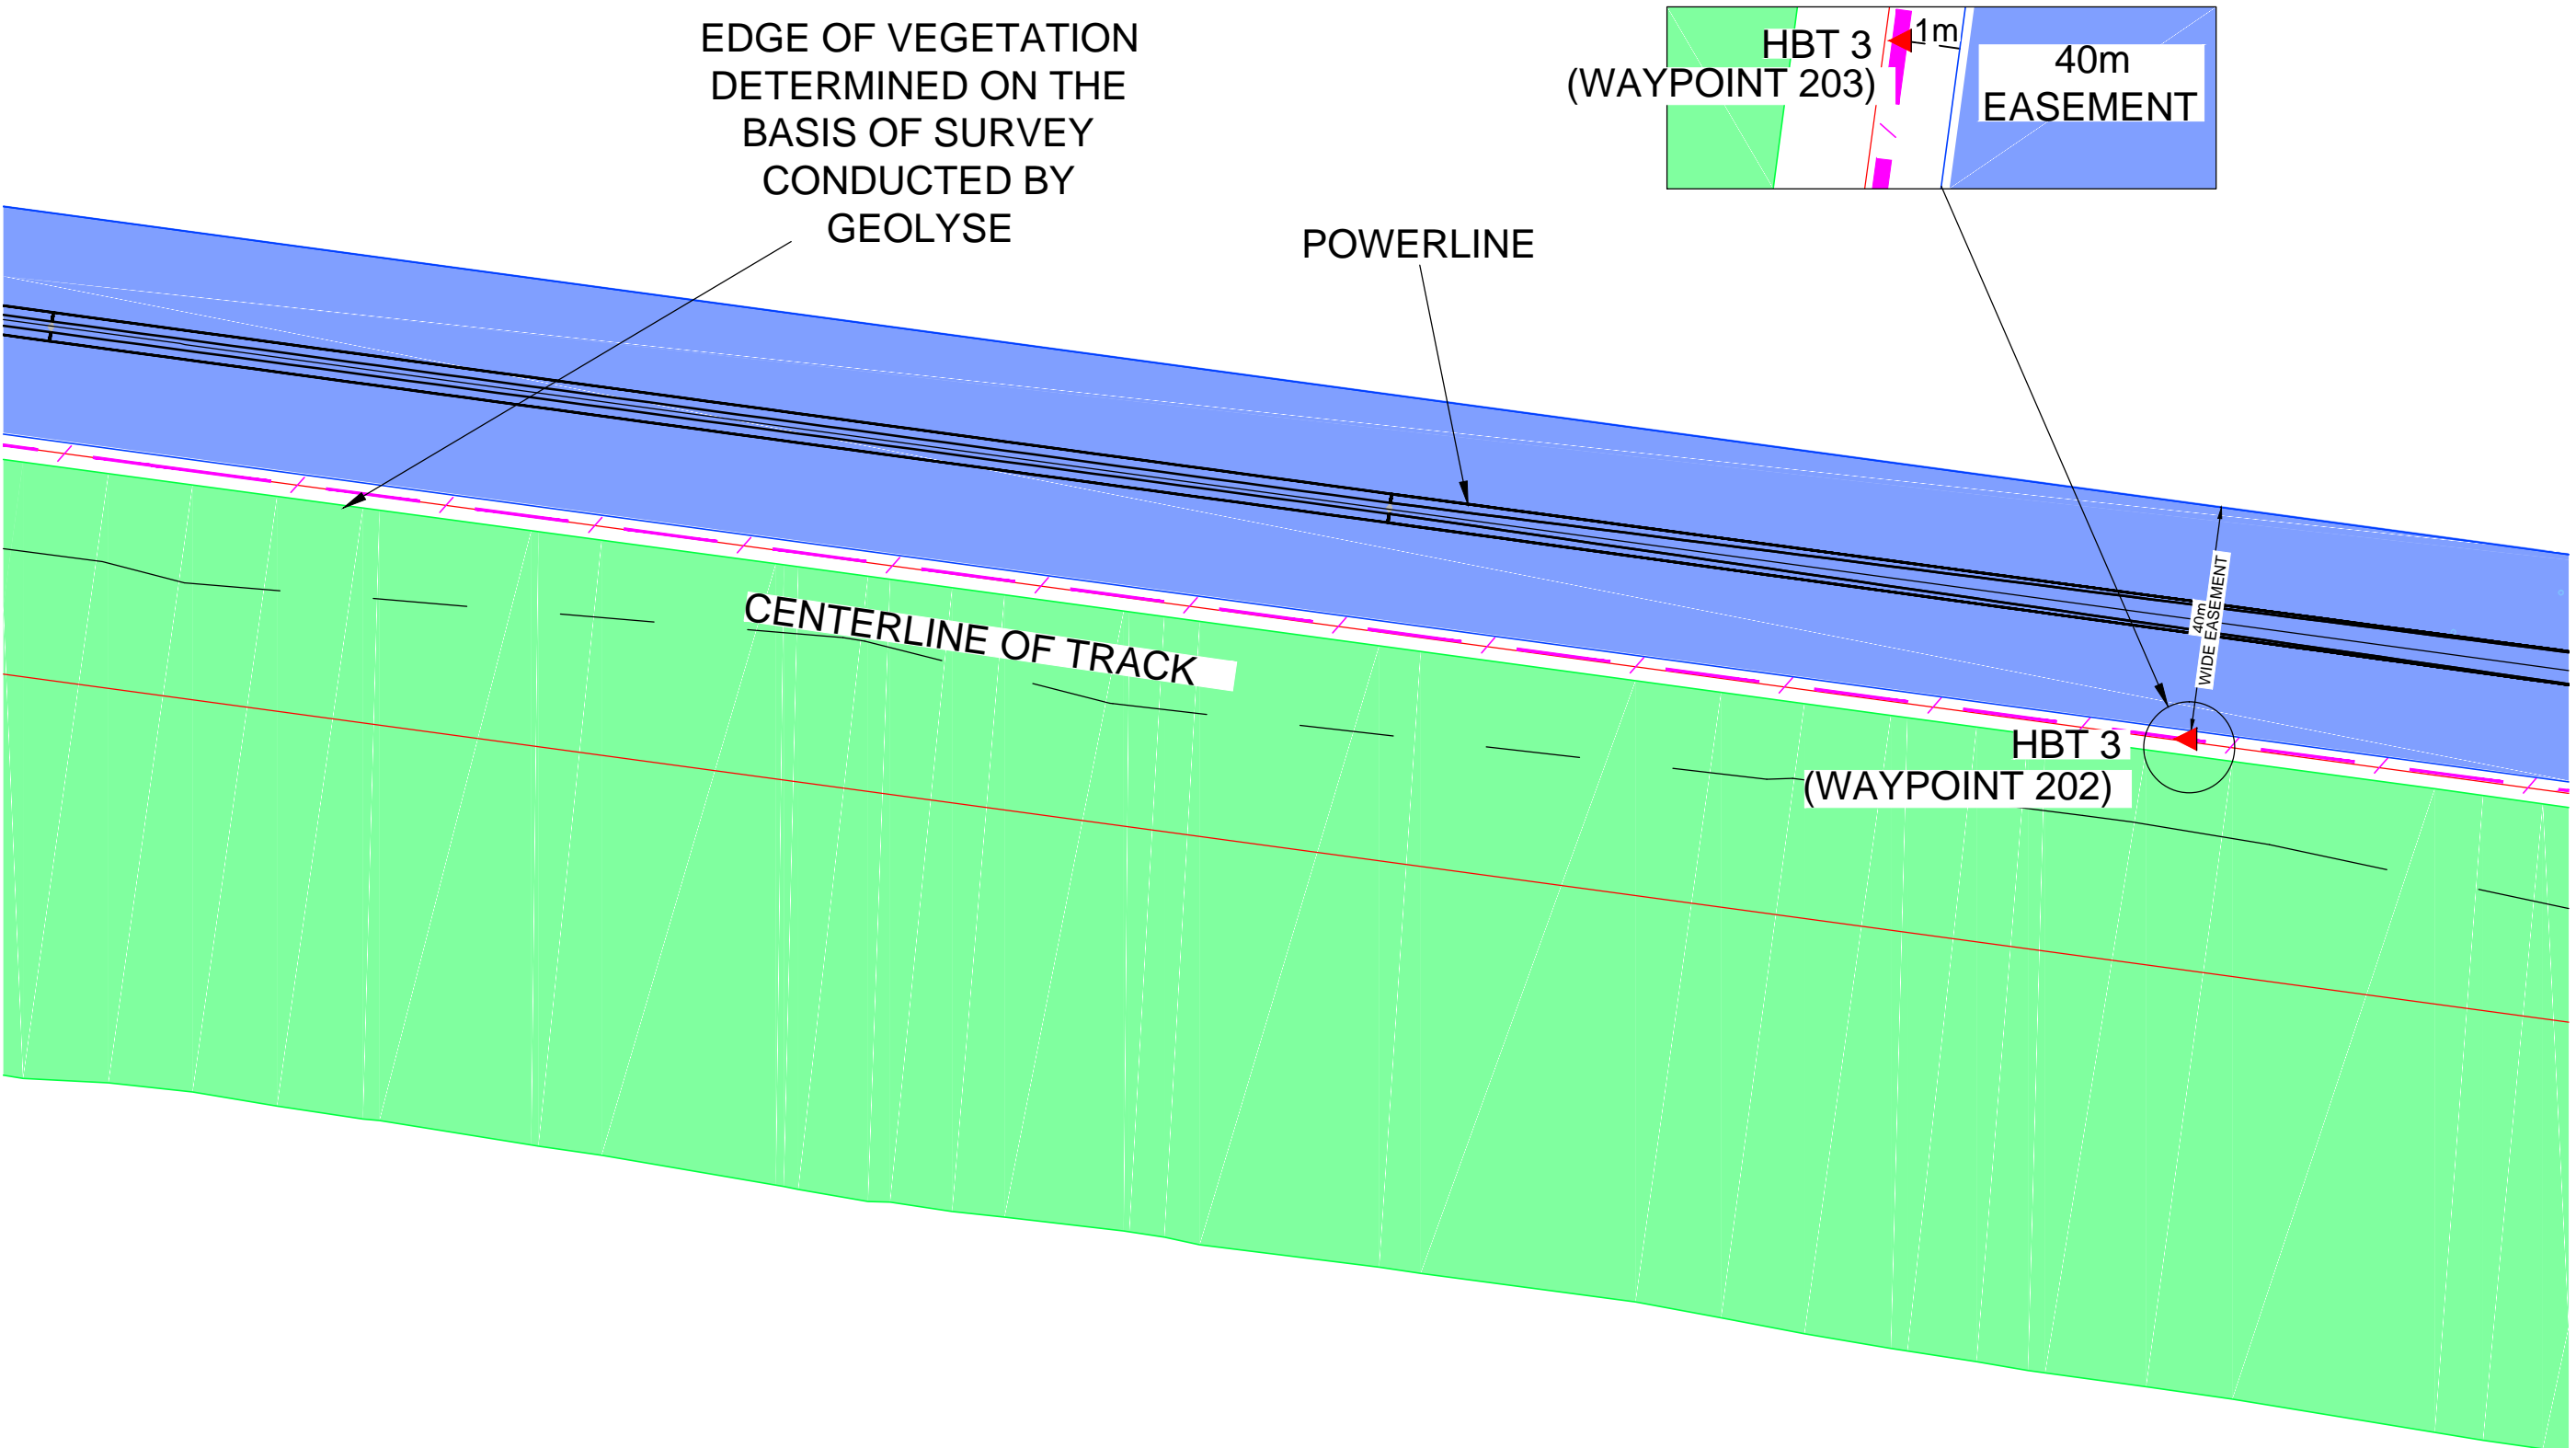 EDGE OF VEGETATION
DETERMINED ON THE
BASIS OF SURVEY
CONDUCTED BY
GEOLYSE
HBT 3
(WAYPOINT 203)
1m
40m
EASEMENT
POWERLINE
40m
WIDE EASEMENT
CENTERLINE OF TRACK
HBT 3
(WAYPOINT 202)